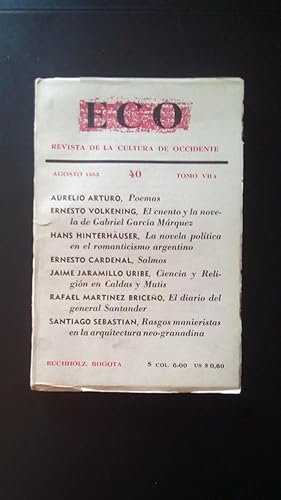 ECO
REVISTA DE LA CULTURA DE OCCIDENTE
AGOSTO 1963 40 TOMO VII/4
AURELIO ARTURO, Poemas
ERNESTO VOLKENING, El cuento y la nove-
la de Gabriel García Márquez
HANS HINTERHÄUSER, La novela política
en el romanticismo argentino
ERNESTO CARDENAL, Salmos
JAIME JARAMILLO URIBE, Ciencia y Reli-
gión en Caldas y Mutis
RAFAEL MARTINEZ BRICEÑO, El diario del
general Santander
SANTIAGO SEBASTIAN, Rasgos manieristas
en la arquitectura neo-granadina
BUCHHOLZ, BOGOTA $ COL. 6.00 US $ 0,60